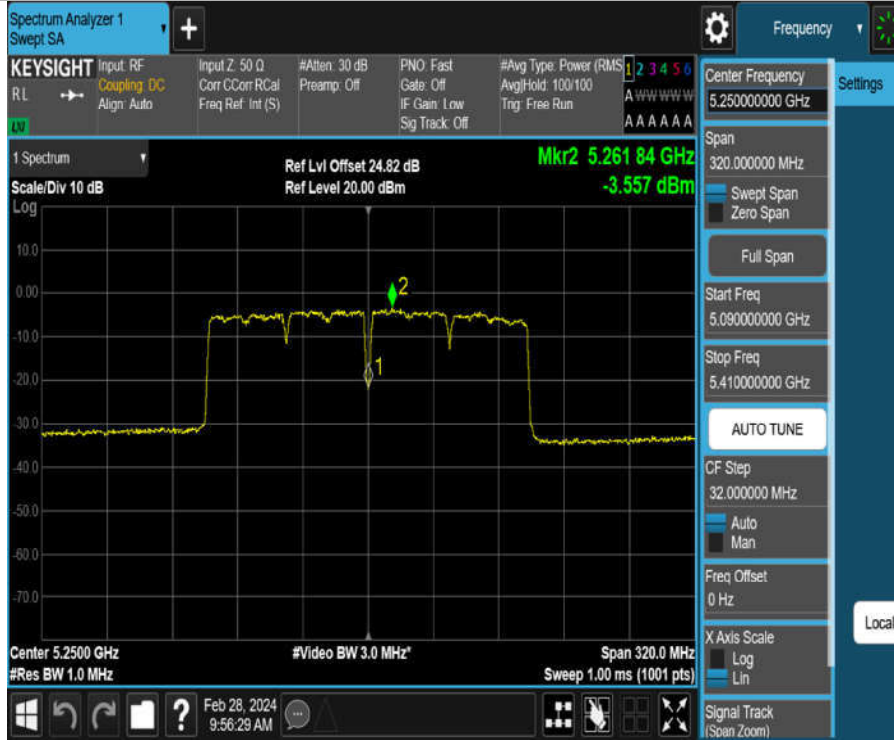 Spectrum Analyzer 1
Swept SA
Frequency
KEYSIGHT
RL
LXI
Input: RF
Coupling: DC
Align: Auto
Input Z: 50 Ω
Corr CCorr RCal
Freq Ref: Int (S)
#Atten: 30 dB
Preamp: Off
PNO: Fast
Gate: Off
IF Gain: Low
Sig Track: Off
#Avg Type: Power (RMS
Avg|Hold: 100/100
Trig: Free Run
1 2 3 4 5 6
A W W W W W
A A A A A A
1 Spectrum
Scale/Div 10 dB
Log
Ref Lvl Offset 24.82 dB
Ref Level 20.00 dBm
Mkr2 5.261 84 GHz
-3.557 dBm
10.0
0.00
-10.0
-20.0
-30.0
-40.0
-50.0
-60.0
-70.0
2
1
Center 5.2500 GHz
#Res BW 1.0 MHz
#Video BW 3.0 MHz*
Span 320.0 MHz
Sweep 1.00 ms (1001 pts)
Center Frequency
5.250000000 GHz
Span
320.000000 MHz
Swept Span
Zero Span
Full Span
Start Freq
5.090000000 GHz
Stop Freq
5.410000000 GHz
AUTO TUNE
CF Step
32.000000 MHz
Auto
Man
Freq Offset
0 Hz
X Axis Scale
Log
Lin
Signal Track
(Span Zoom)
Settings
Local
?
Feb 28, 2024
9:56:29 AM